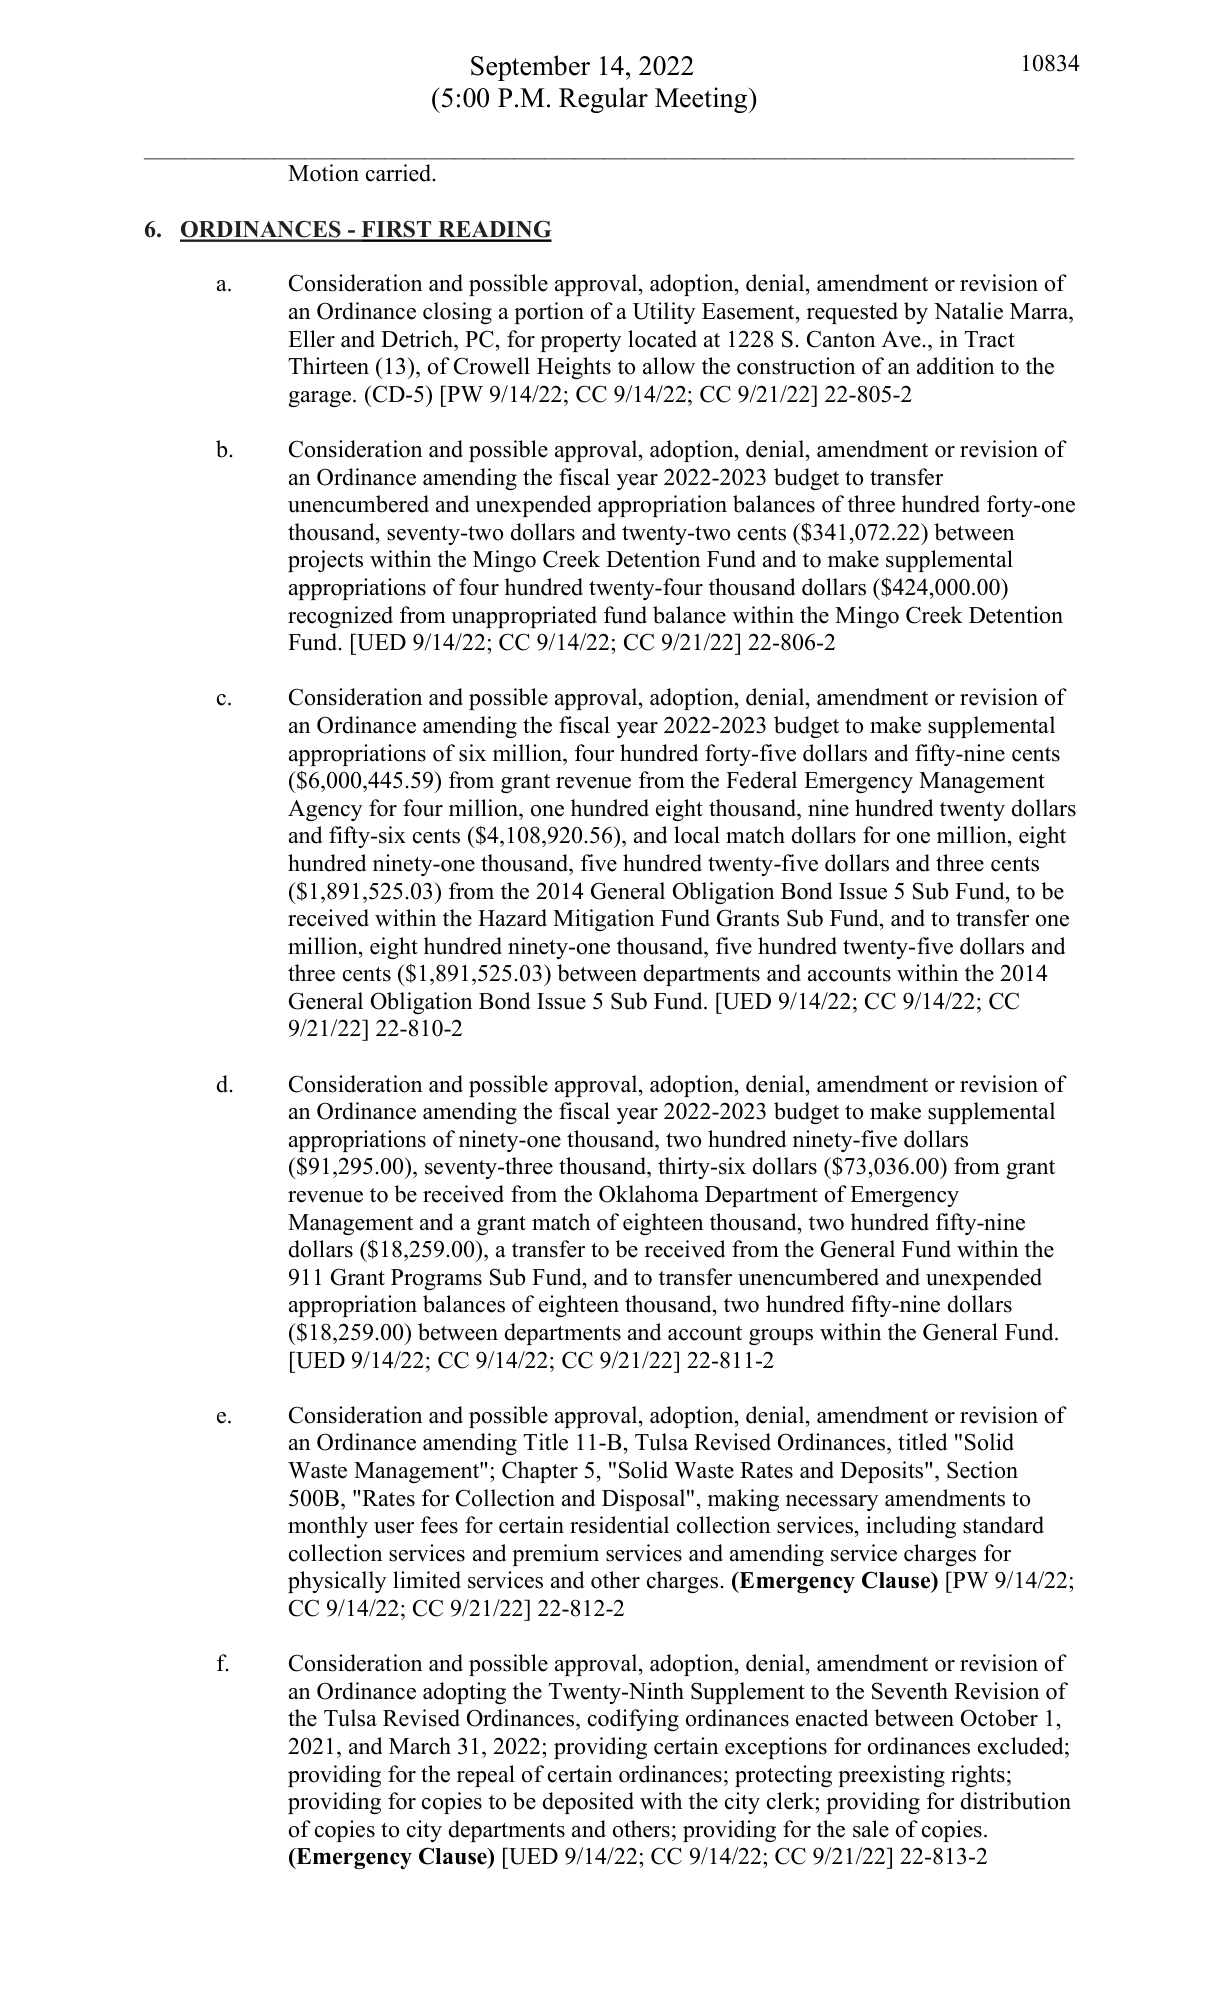 September 14, 2022
10834
(5:00 P.M. Regular Meeting)
Motion carried.
6. ORDINANCES - FIRST READING
a. Consideration and possible approval, adoption, denial, amendment or revision of
an Ordinance closing a portion of a Utility Easement, requested by Natalie Marra,
Eller and Detrich, PC, for property located at 1228 S. Canton Ave., in Tract
Thirteen (13), of Crowell Heights to allow the construction of an addition to the
garage. (CD-5) [PW 9/14/22; CC 9/14/22; CC 9/21/22] 22-805-2
b. Consideration and possible approval, adoption, denial, amendment or revision of
an Ordinance amending the fiscal year 2022-2023 budget to transfer
unencumbered and unexpended appropriation balances of three hundred forty-one
thousand, seventy-two dollars and twenty-two cents ($341,072.22) between
projects within the Mingo Creek Detention Fund and to make supplemental
appropriations of four hundred twenty-four thousand dollars ($424,000.00)
recognized from unappropriated fund balance within the Mingo Creek Detention
Fund. [UED 9/14/22; CC 9/14/22; CC 9/21/22] 22-806-2
c. Consideration and possible approval, adoption, denial, amendment or revision of
an Ordinance amending the fiscal year 2022-2023 budget to make supplemental
appropriations of six million, four hundred forty-five dollars and fifty-nine cents
($6,000,445.59) from grant revenue from the Federal Emergency Management
Agency for four million, one hundred eight thousand, nine hundred twenty dollars
and fifty-six cents ($4,108,920.56), and local match dollars for one million, eight
hundred ninety-one thousand, five hundred twenty-five dollars and three cents
($1,891,525.03) from the 2014 General Obligation Bond Issue 5 Sub Fund, to be
received within the Hazard Mitigation Fund Grants Sub Fund, and to transfer one
million, eight hundred ninety-one thousand, five hundred twenty-five dollars and
three cents ($1,891,525.03) between departments and accounts within the 2014
General Obligation Bond Issue 5 Sub Fund. [UED 9/14/22; CC 9/14/22; CC
9/21/22] 22-810-2
d. Consideration and possible approval, adoption, denial, amendment or revision of
an Ordinance amending the fiscal year 2022-2023 budget to make supplemental
appropriations of ninety-one thousand, two hundred ninety-five dollars
($91,295.00), seventy-three thousand, thirty-six dollars ($73,036.00) from grant
revenue to be received from the Oklahoma Department of Emergency
Management and a grant match of eighteen thousand, two hundred fifty-nine
dollars ($18,259.00), a transfer to be received from the General Fund within the
911 Grant Programs Sub Fund, and to transfer unencumbered and unexpended
appropriation balances of eighteen thousand, two hundred fifty-nine dollars
($18,259.00) between departments and account groups within the General Fund.
[UED 9/14/22; CC 9/14/22; CC 9/21/22] 22-811-2
e. Consideration and possible approval, adoption, denial, amendment or revision of
an Ordinance amending Title 11-B, Tulsa Revised Ordinances, titled "Solid
Waste Management"; Chapter 5, "Solid Waste Rates and Deposits", Section
500B, "Rates for Collection and Disposal", making necessary amendments to
monthly user fees for certain residential collection services, including standard
collection services and premium services and amending service charges for
physically limited services and other charges. (Emergency Clause) [PW 9/14/22;
CC 9/14/22; CC 9/21/22] 22-812-2
f. Consideration and possible approval, adoption, denial, amendment or revision of
an Ordinance adopting the Twenty-Ninth Supplement to the Seventh Revision of
the Tulsa Revised Ordinances, codifying ordinances enacted between October 1,
2021, and March 31, 2022; providing certain exceptions for ordinances excluded;
providing for the repeal of certain ordinances; protecting preexisting rights;
providing for copies to be deposited with the city clerk; providing for distribution
of copies to city departments and others; providing for the sale of copies.
(Emergency Clause) [UED 9/14/22; CC 9/14/22; CC 9/21/22] 22-813-2